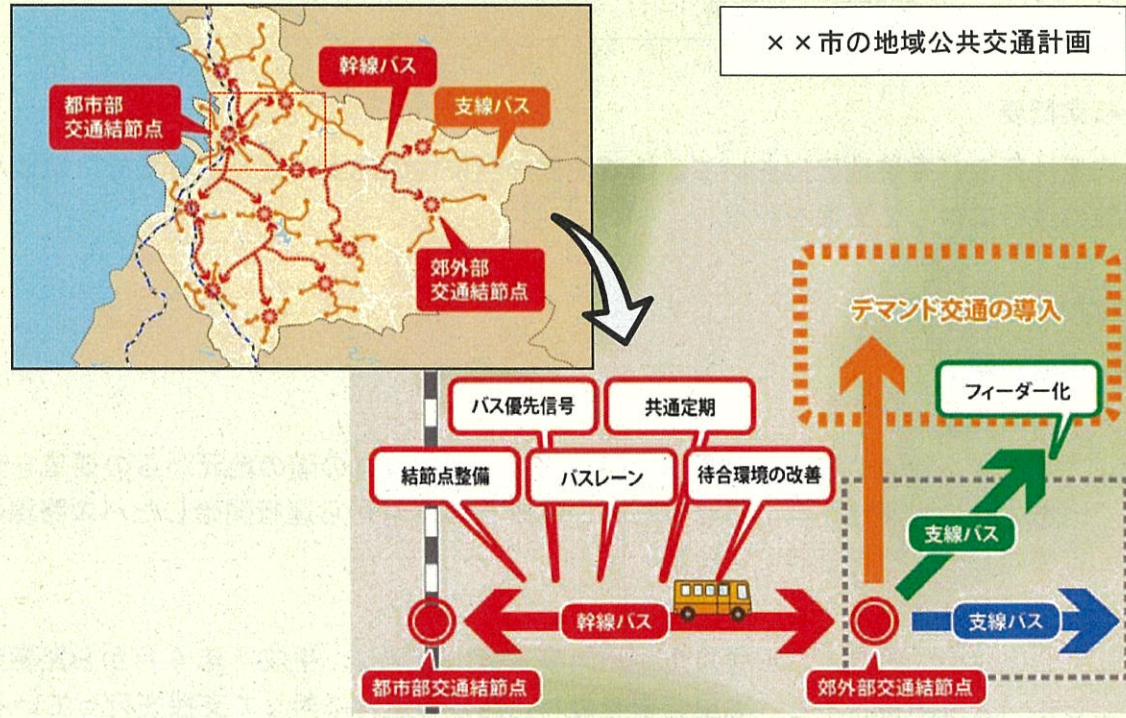 ××市の地域公共交通計画
幹線バス
都市部
交通結節点
支線バス
郊外部
交通結節点
デマンド交通の導入
バス優先信号
共通定期
フィーダー化
結節点整備
バスレーン
待合環境の改善
支線バス
幹線バス
支線バス
都市部交通結節点
郊外部交通結節点